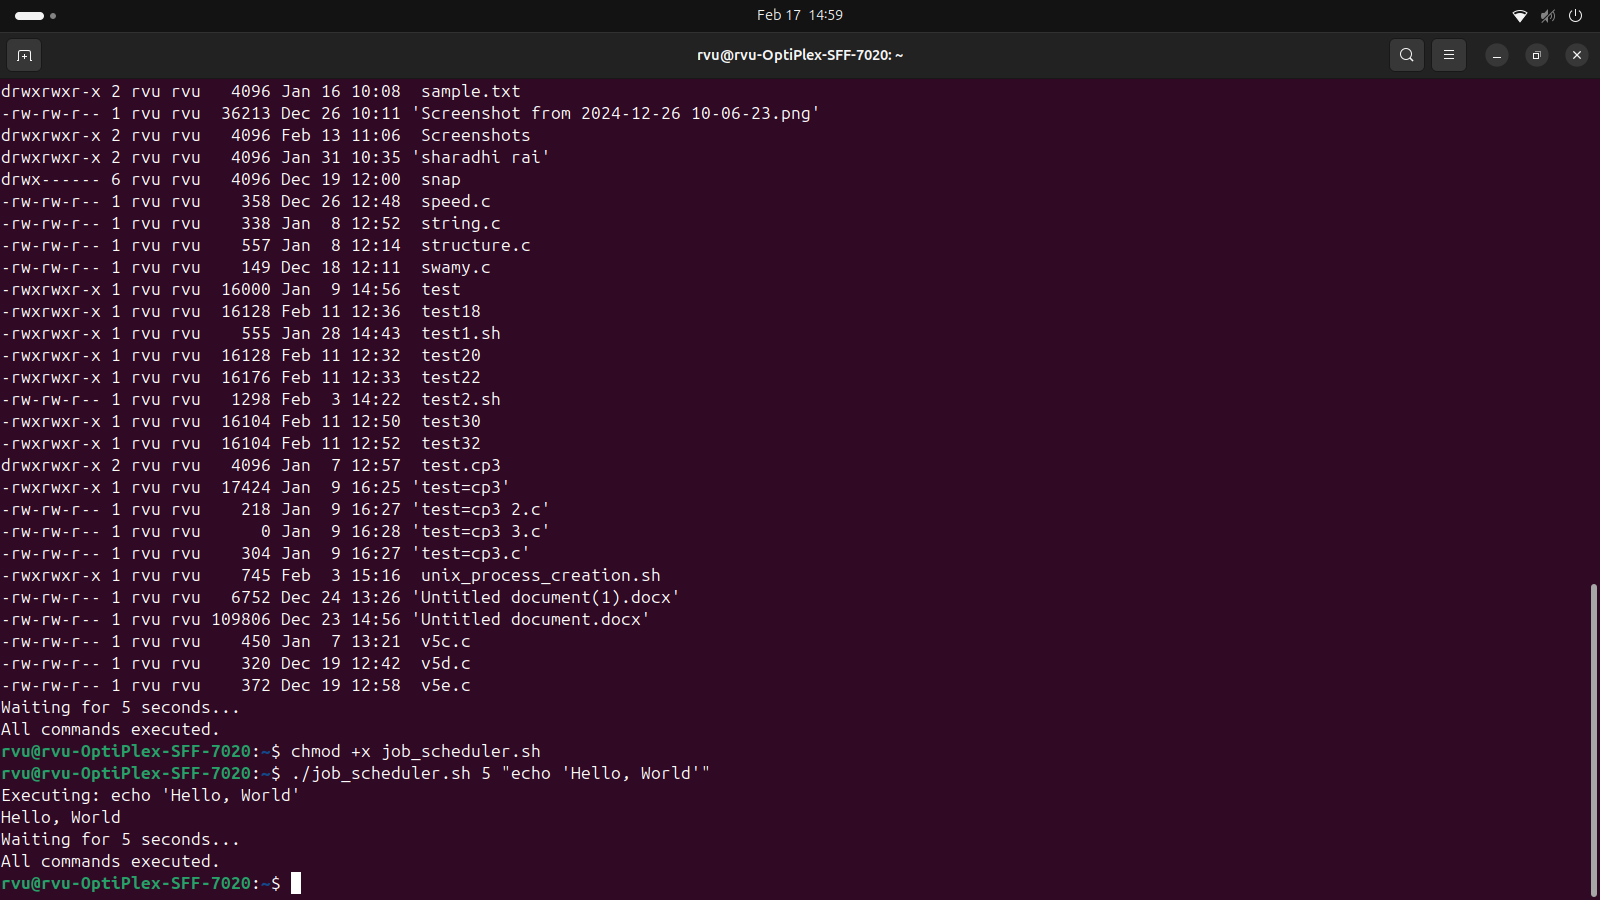 Feb 17 14:59
rvu@rvu-OptiPlex-SFF-7020: ~
drwxrwxr-x 2 rvu rvu   4096 Jan 16 10:08  sample.txt
-rw-rw-r-- 1 rvu rvu  36213 Dec 26 10:11 'Screenshot from 2024-12-26 10-06-23.png'
drwxrwxr-x 2 rvu rvu   4096 Feb 13 11:06  Screenshots
drwxrwxr-x 2 rvu rvu   4096 Jan 31 10:35 'sharadhi rai'
drwx------ 6 rvu rvu   4096 Dec 19 12:00  snap
-rw-rw-r-- 1 rvu rvu    358 Dec 26 12:48  speed.c
-rw-rw-r-- 1 rvu rvu    338 Jan  8 12:52  string.c
-rw-rw-r-- 1 rvu rvu    557 Jan  8 12:14  structure.c
-rw-rw-r-- 1 rvu rvu    149 Dec 18 12:11  swamy.c
-rwxrwxr-x 1 rvu rvu  16000 Jan  9 14:56  test
-rwxrwxr-x 1 rvu rvu  16128 Feb 11 12:36  test18
-rwxrwxr-x 1 rvu rvu    555 Jan 28 14:43  test1.sh
-rwxrwxr-x 1 rvu rvu  16128 Feb 11 12:32  test20
-rwxrwxr-x 1 rvu rvu  16176 Feb 11 12:33  test22
-rw-rw-r-- 1 rvu rvu   1298 Feb  3 14:22  test2.sh
-rwxrwxr-x 1 rvu rvu  16104 Feb 11 12:50  test30
-rwxrwxr-x 1 rvu rvu  16104 Feb 11 12:52  test32
drwxrwxr-x 2 rvu rvu   4096 Jan  7 12:57  test.cp3
-rwxrwxr-x 1 rvu rvu  17424 Jan  9 16:25 'test=cp3'
-rw-rw-r-- 1 rvu rvu    218 Jan  9 16:27 'test=cp3 2.c'
-rw-rw-r-- 1 rvu rvu      0 Jan  9 16:28 'test=cp3 3.c'
-rw-rw-r-- 1 rvu rvu    304 Jan  9 16:27 'test=cp3.c'
-rwxrwxr-x 1 rvu rvu    745 Feb  3 15:16  unix_process_creation.sh
-rw-rw-r-- 1 rvu rvu   6752 Dec 24 13:26 'Untitled document(1).docx'
-rw-rw-r-- 1 rvu rvu 109806 Dec 23 14:56 'Untitled document.docx'
-rw-rw-r-- 1 rvu rvu    450 Jan  7 13:21  v5c.c
-rw-rw-r-- 1 rvu rvu    320 Dec 19 12:42  v5d.c
-rw-rw-r-- 1 rvu rvu    372 Dec 19 12:58  v5e.c
Waiting for 5 seconds...
All commands executed.
rvu@rvu-OptiPlex-SFF-7020:~$ chmod +x job_scheduler.sh
rvu@rvu-OptiPlex-SFF-7020:~$ ./job_scheduler.sh 5 "echo 'Hello, World'"
Executing: echo 'Hello, World'
Hello, World
Waiting for 5 seconds...
All commands executed.
rvu@rvu-OptiPlex-SFF-7020:~$